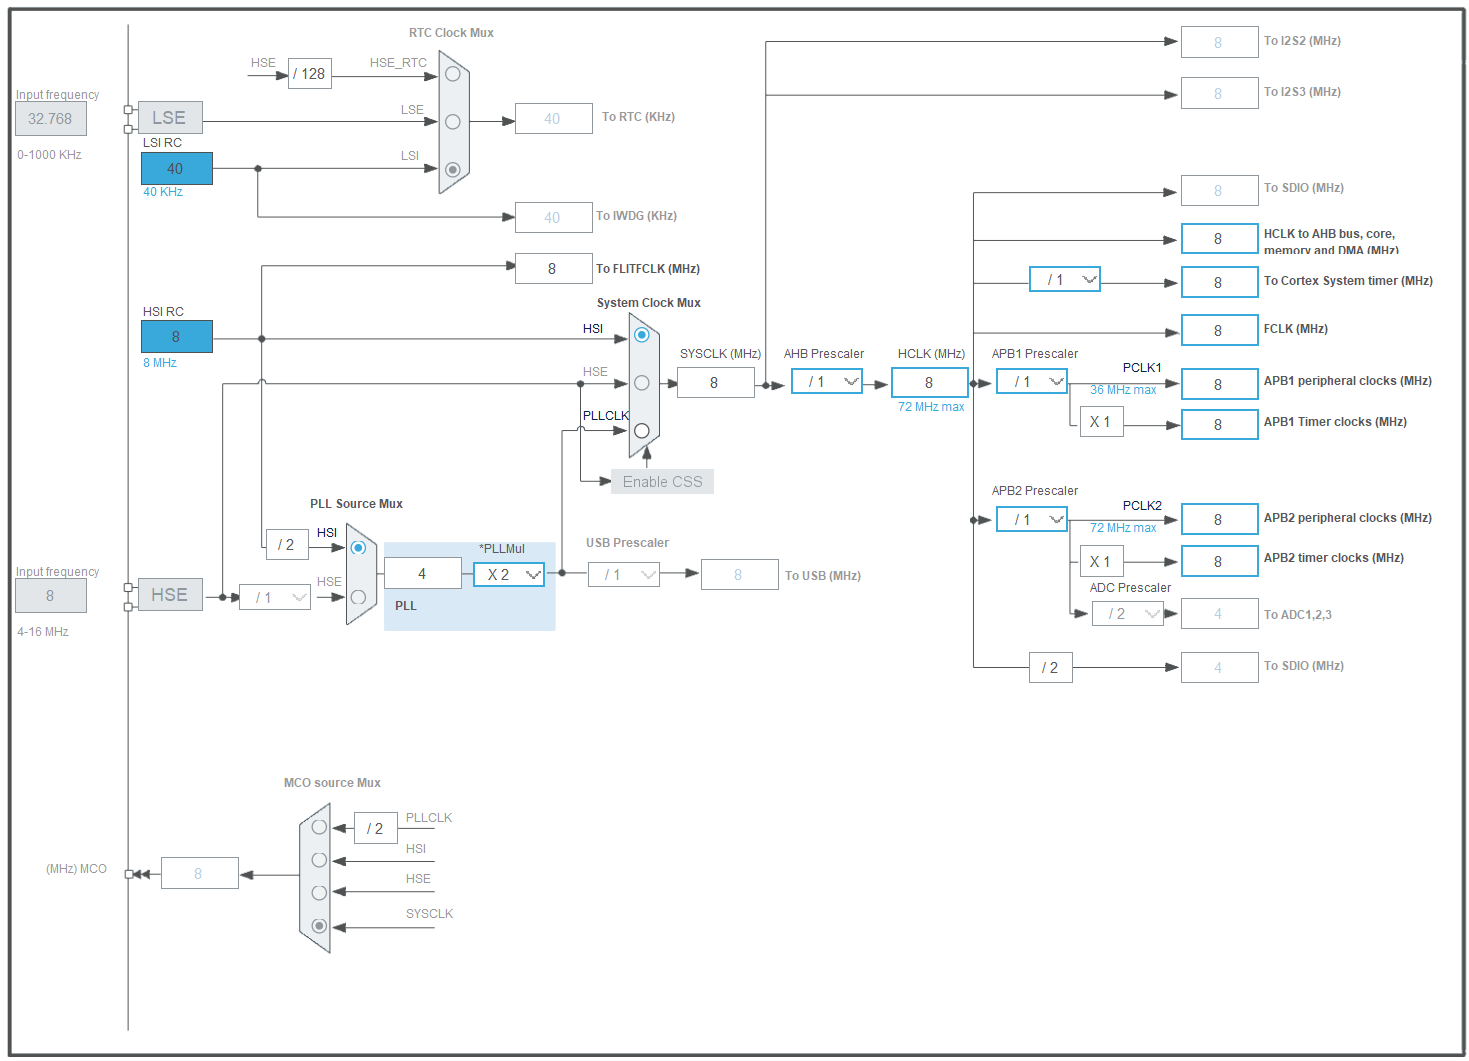 RTC Clock Mux
HSE
/ 128
HSE_RTC
8
To I2S2 (MHz)
8
To I2S3 (MHz)
Input frequency
32.768
0-1000 KHz
LSE
LSE
40
To RTC (KHz)
LSI RC
40
40 KHz
LSI
40
To IWDG (KHz)
8
To SDIO (MHz)
8
HCLK to AHB bus, core,
memory and DMA (MHz)
8
To FLITFCLK (MHz)
/ 1
8
To Cortex System timer (MHz)
System Clock Mux
HSI RC
8
8 MHz
HSI
8
FCLK (MHz)
SYSCLK (MHz)
AHB Prescaler
HCLK (MHz)
APB1 Prescaler
HSE
8
/ 1
8
72 MHz max
/ 1
PCLK1
36 MHz max
8
APB1 peripheral clocks (MHz)
PLLCLK
X 1
8
APB1 Timer clocks (MHz)
Enable CSS
APB2 Prescaler
PLL Source Mux
/ 1
PCLK2
72 MHz max
8
APB2 peripheral clocks (MHz)
/ 2
HSI
*PLLMul
USB Prescaler
X 1
8
APB2 timer clocks (MHz)
Input frequency
8
4-16 MHz
HSE
/ 1
HSE
4
X 2
PLL
/ 1
8
To USB (MHz)
ADC Prescaler
/ 2
4
To ADC1,2,3
/ 2
4
To SDIO (MHz)
MCO source Mux
/ 2
PLLCLK
HSI
HSE
SYSCLK
(MHz) MCO
8